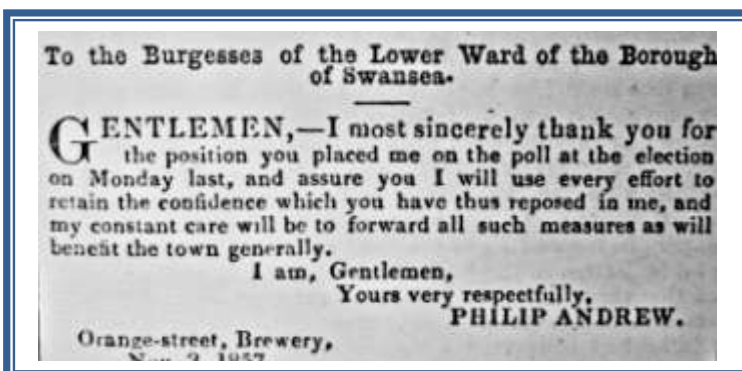 To the Burgesses of the Lower Ward of the Borough
of Swansea.
GENTLEMEN,—I most sincerely thank you for
the position you placed me on the poll at the election
on Monday last, and assure you I will use every effort to
retain the confidence which you have thus reposed in me, and
my constant care will be to forward all such measures as will
benefit the town generally.
I am, Gentlemen,
Yours very respectfully,
PHILIP ANDREW.
Orange-street, Brewery,